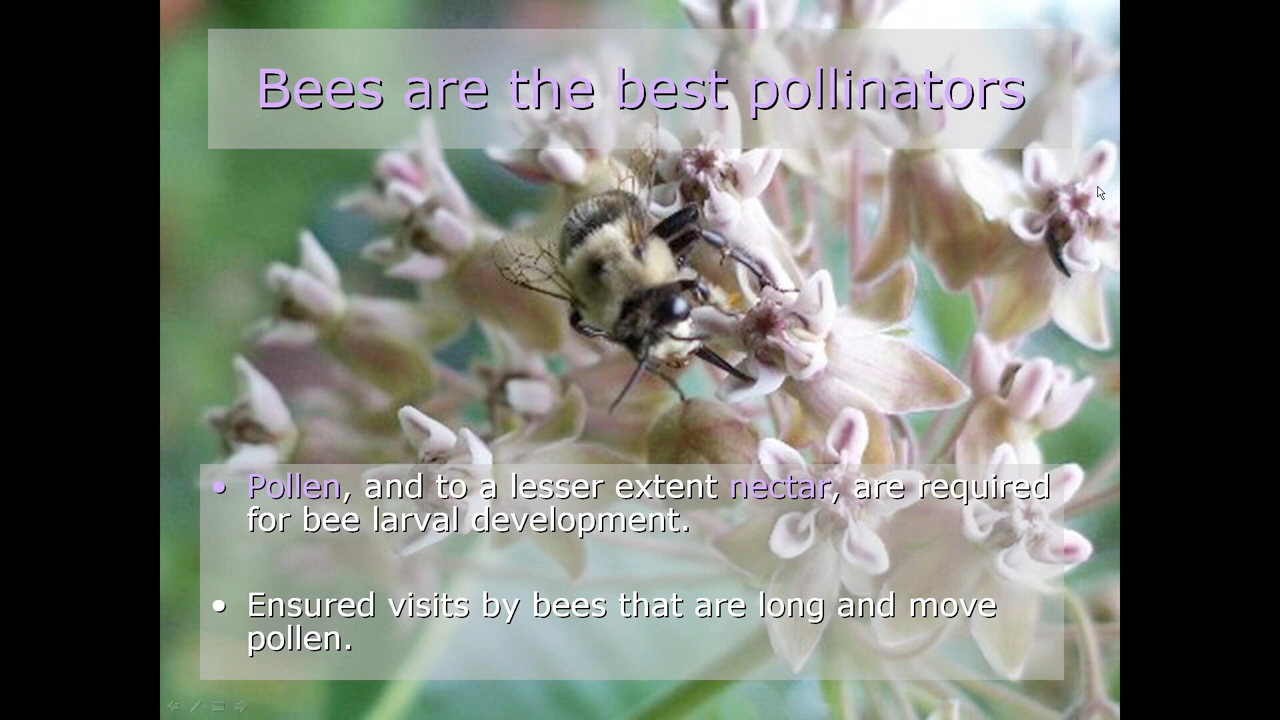 Bees are the best pollinators
• Pollen, and to a lesser extent nectar, are required
for bee larval development.
• Ensured visits by bees that are long and move
pollen.